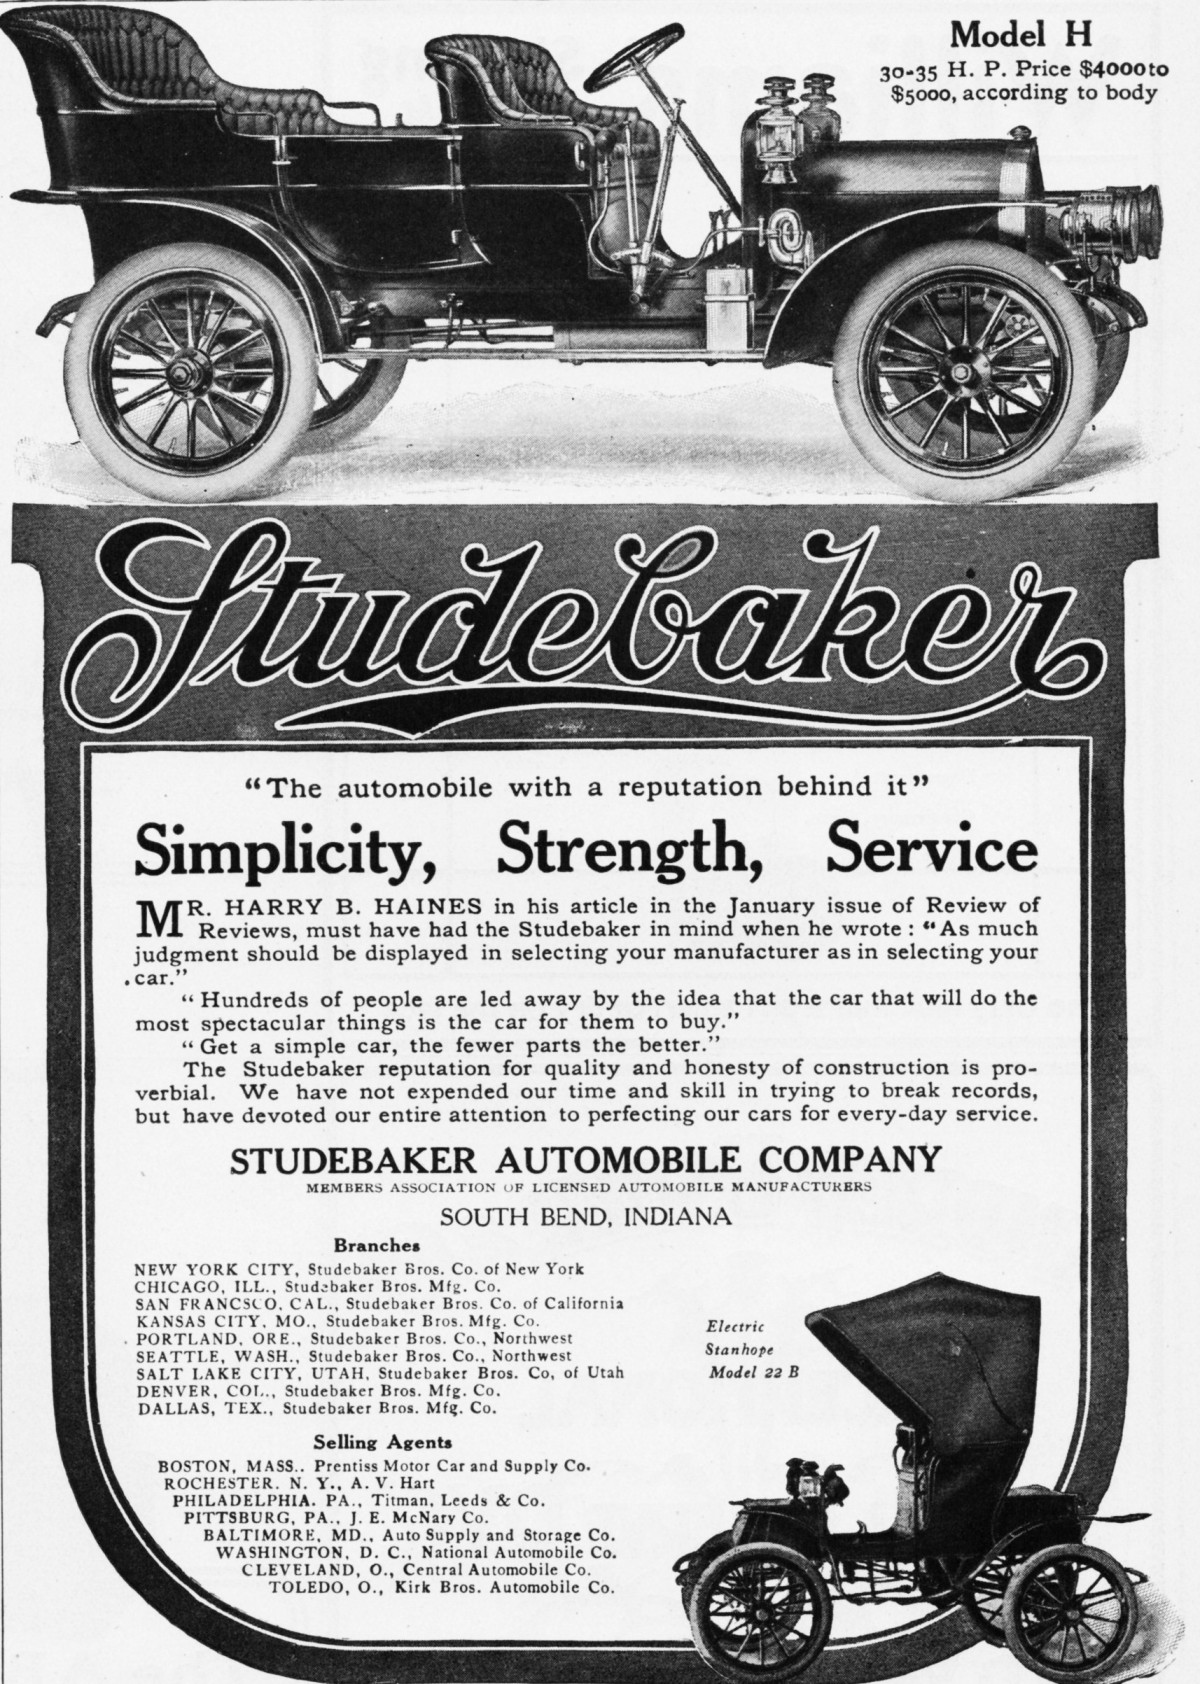 Model H
30-35 H. P. Price $4000 to
$5000, according to body
Studebaker
“The automobile with a reputation behind it”
Simplicity, Strength, Service
MR. HARRY B. HAINES in his article in the January issue of Review of
Reviews, must have had the Studebaker in mind when he wrote: “As much
judgment should be displayed in selecting your manufacturer as in selecting your
car.”
“Hundreds of people are led away by the idea that the car that will do the
most spectacular things is the car for them to buy.”
“Get a simple car, the fewer parts the better.”
The Studebaker reputation for quality and honesty of construction is pro-
verbial. We have not expended our time and skill in trying to break records,
but have devoted our entire attention to perfecting our cars for every-day service.
STUDEBAKER AUTOMOBILE COMPANY
MEMBERS ASSOCIATION OF LICENSED AUTOMOBILE MANUFACTURERS
SOUTH BEND, INDIANA
Branches
NEW YORK CITY, Studebaker Bros. Co. of New York
CHICAGO, ILL., Studebaker Bros. Mfg. Co.
SAN FRANCSCO, CAL., Studebaker Bros. Co. of California
KANSAS CITY, MO., Studebaker Bros. Mfg. Co.
PORTLAND, ORE., Studebaker Bros. Co., Northwest
SEATTLE, WASH., Studebaker Bros. Co., Northwest
SALT LAKE CITY, UTAH, Studebaker Bros. Co, of Utah
DENVER, COL., Studebaker Bros. Mfg. Co.
DALLAS, TEX., Studebaker Bros. Mfg. Co.
Selling Agents
BOSTON, MASS.. Prentiss Motor Car and Supply Co.
ROCHESTER. N. Y., A. V. Hart
PHILADELPHIA. PA., Titman, Leeds & Co.
PITTSBURG, PA., J. E. McNary Co.
BALTIMORE, MD., Auto Supply and Storage Co.
WASHINGTON, D. C., National Automobile Co.
CLEVELAND, O., Central Automobile Co.
TOLEDO, O., Kirk Bros. Automobile Co.
Electric
Stanhope
Model 22 B